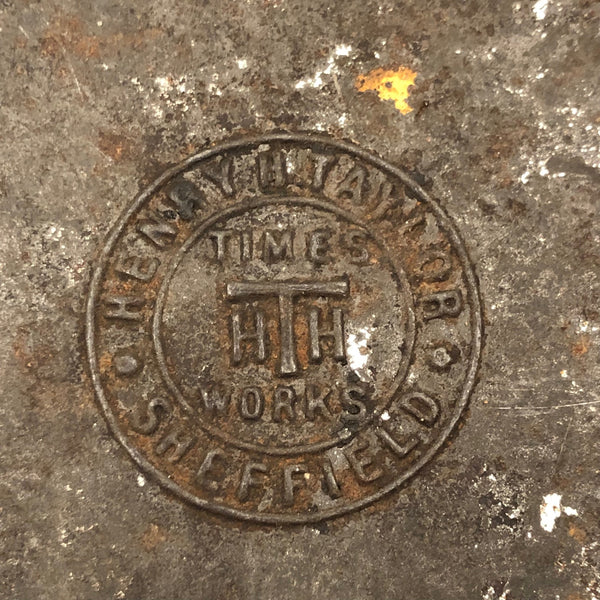 HENRY H TAYLOR
TIMES
HTH
WORKS
SHEFFIELD